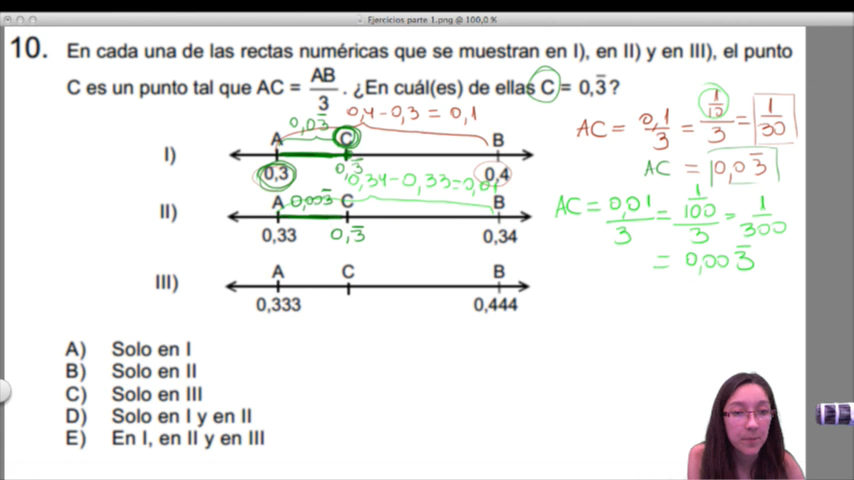 Ejercicios parte 1.png @ 100,0 %
10. En cada una de las rectas numéricas que se muestran en I), en II) y en III), el punto
C es un punto tal que AC = AB/3 . ¿En cuál(es) de ellas C = 0,3̅?
0,4 - 0,3 = 0,1
0,03̅
A C B
I)
0,3 0,3̅ 0,4
0,34 - 0,33 = 0,01
0,003̅
A C B
II)
0,33 0,3̅ 0,34
A C B
III)
0,333 0,444
AC = 0,1/3 = 1/10/3 = 1/30
AC = 0,03̅
AC = 0,01/3 = 1/100/3 = 1/300
= 0,003̅
A) Solo en I
B) Solo en II
C) Solo en III
D) Solo en I y en II
E) En I, en II y en III